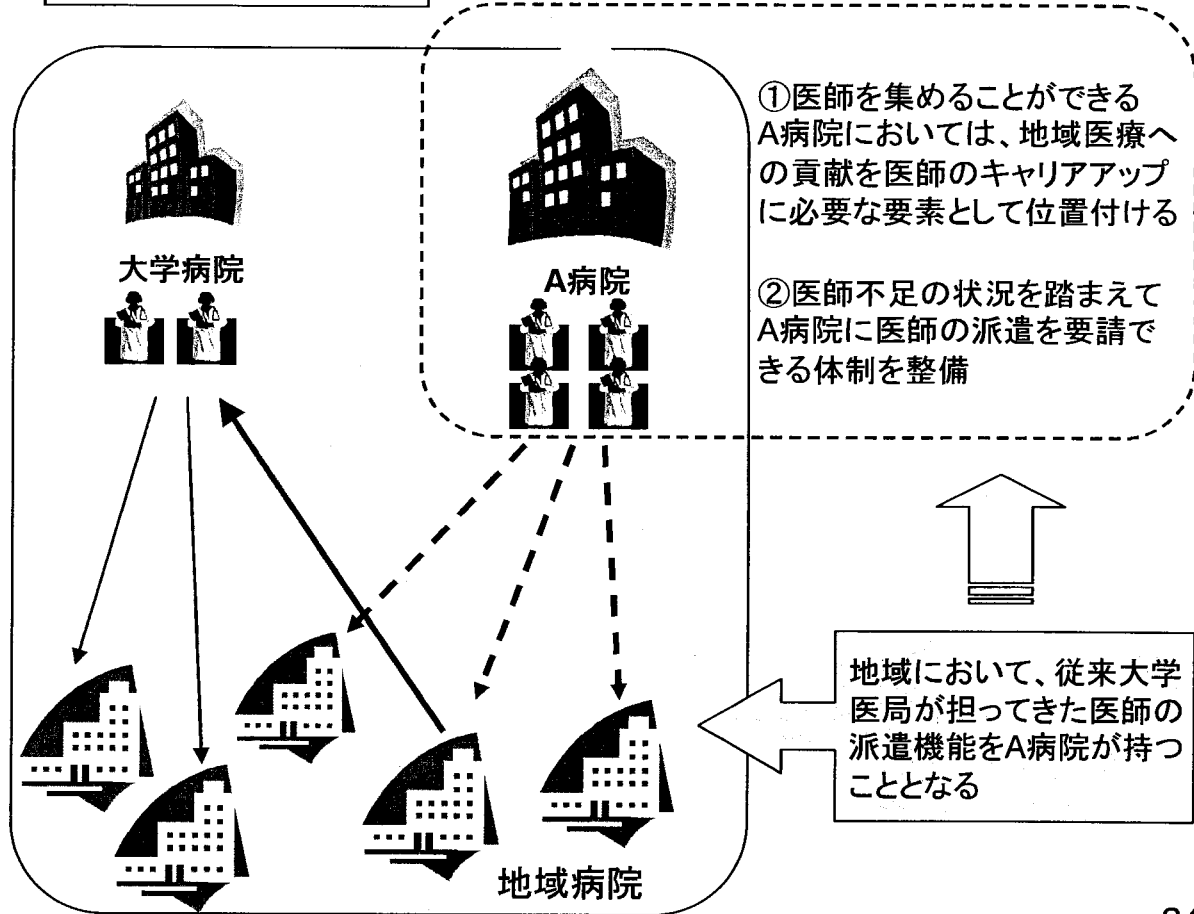 ①医師を集めることができる
A病院においては、地域医療へ
の貢献を医師のキャリアアップ
に必要な要素として位置付ける
②医師不足の状況を踏まえて
A病院に医師の派遣を要請で
きる体制を整備
大学病院
A病院
地域において、従来大学
医局が担ってきた医師の
派遣機能をA病院が持つ
こととなる
地域病院